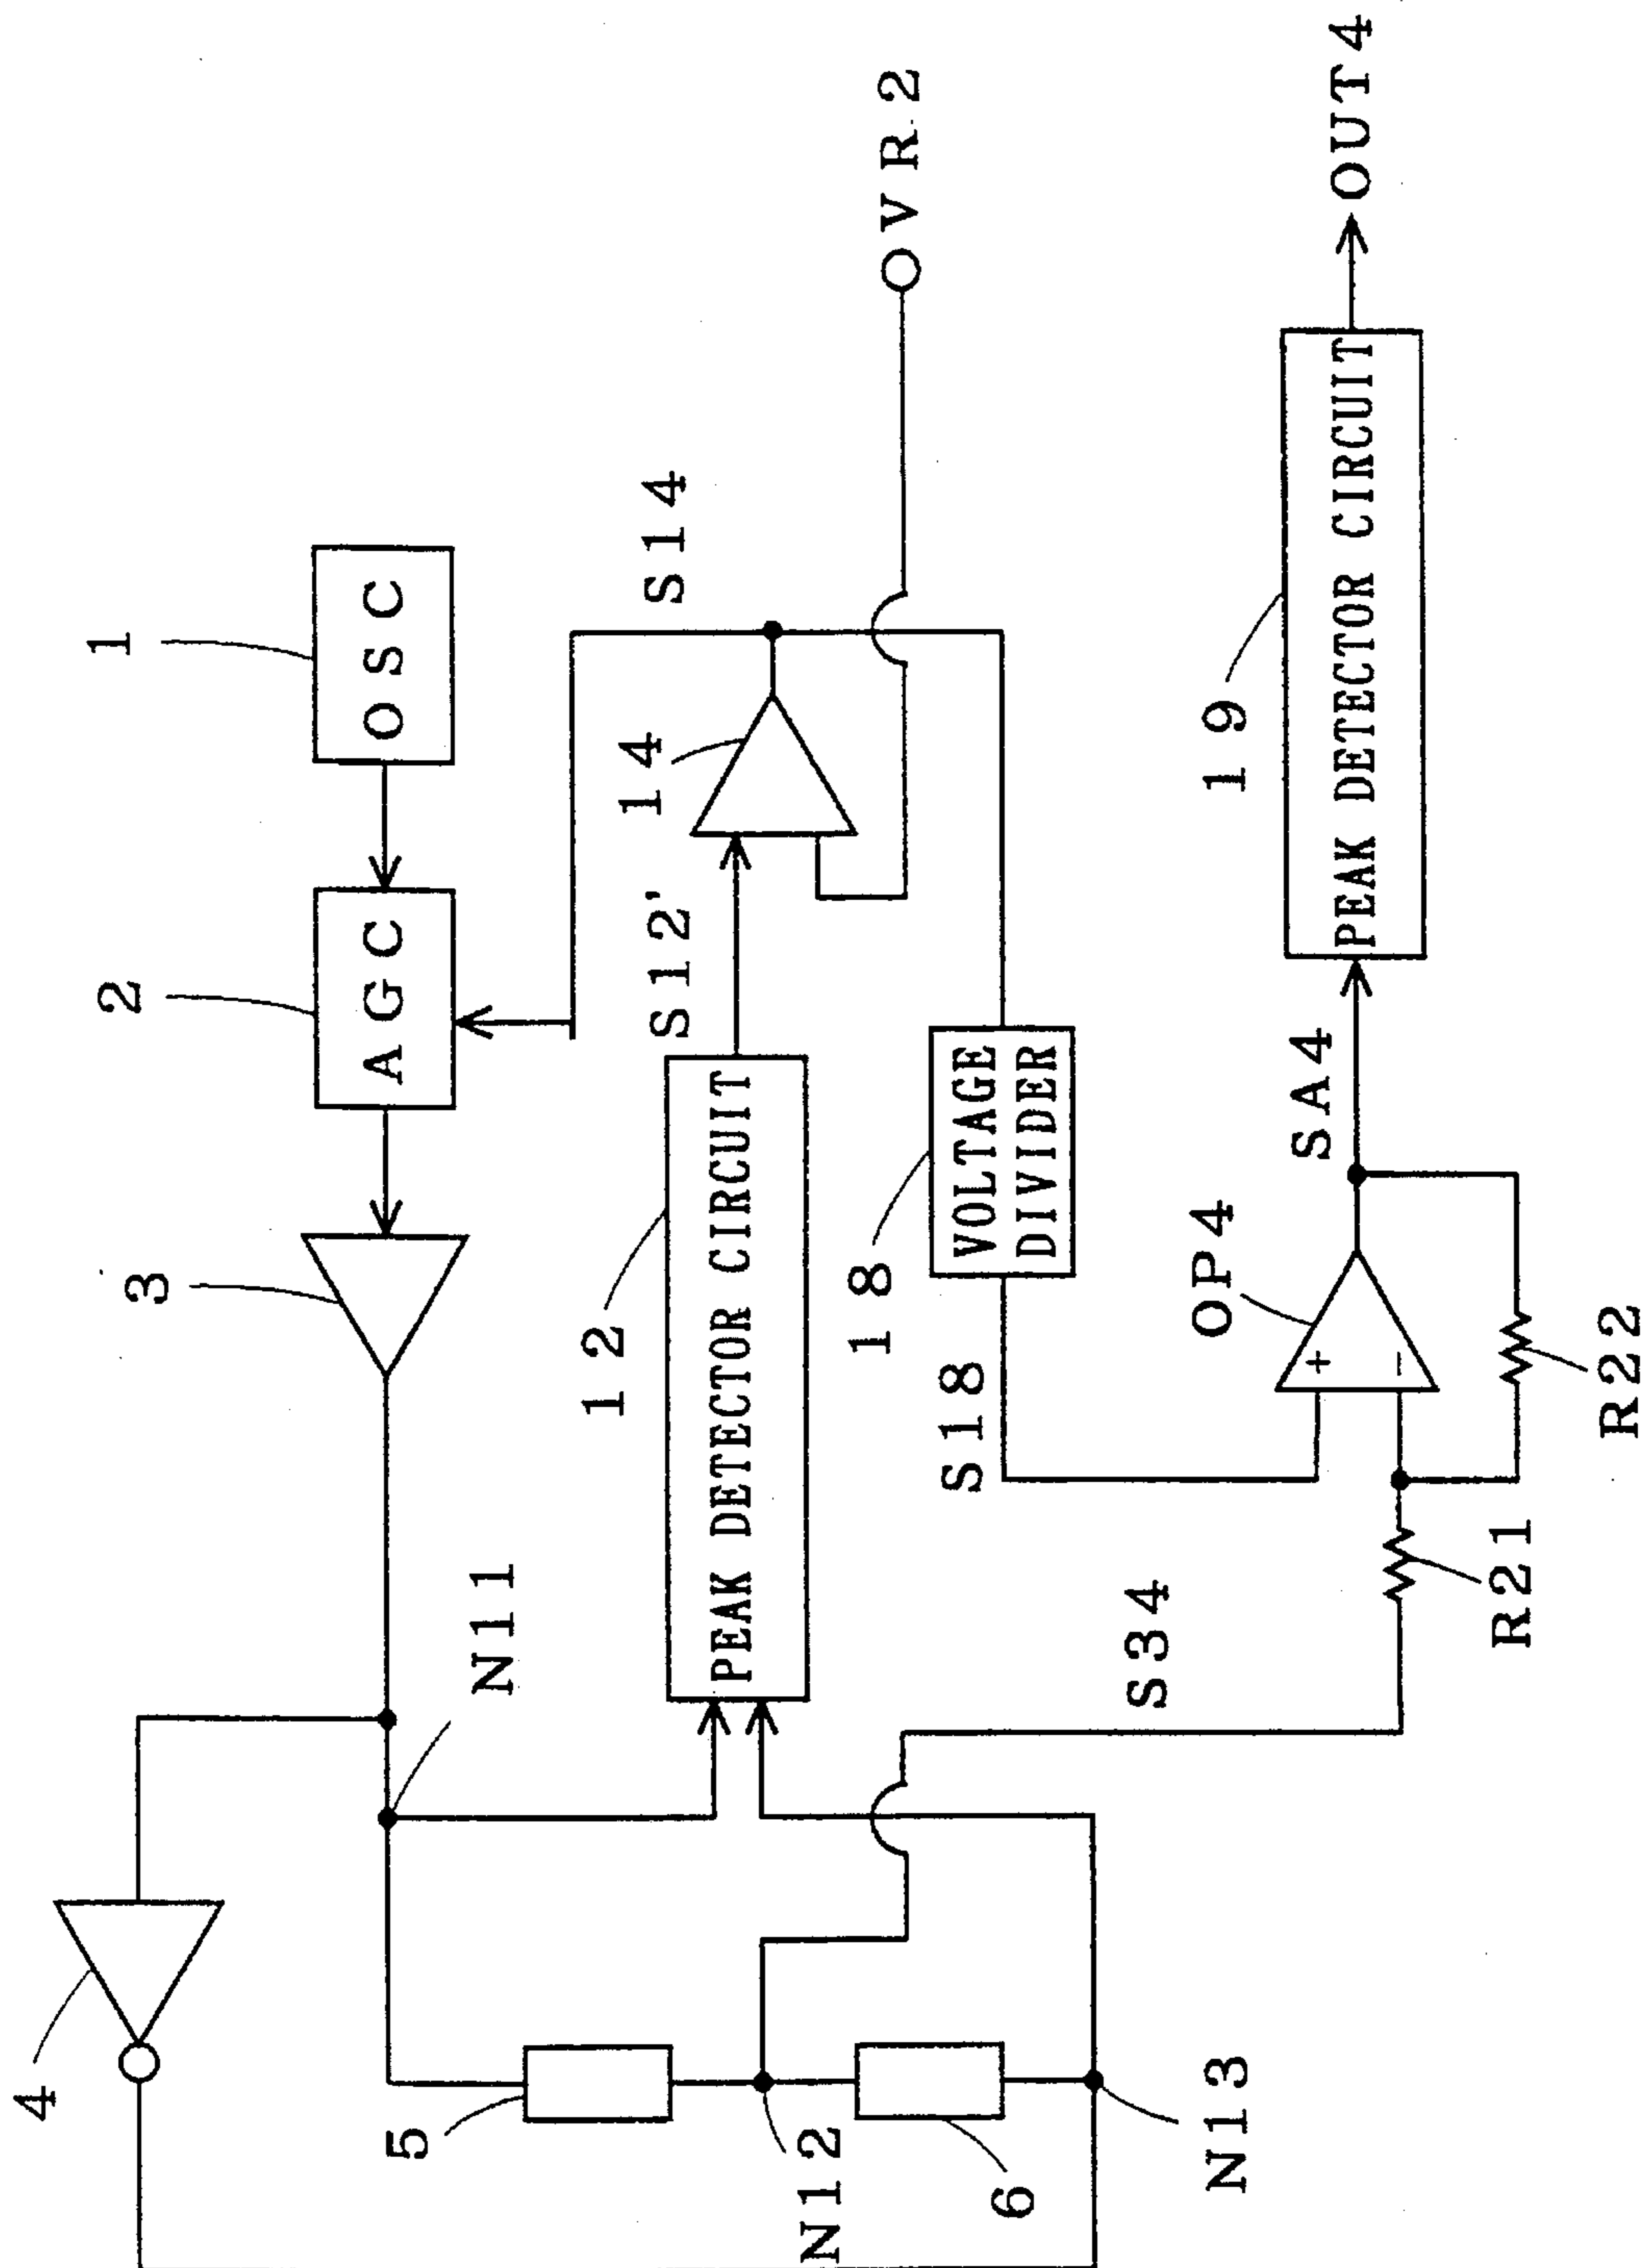 4
3
2
1
OSC
AGC
N11
S12'
14
S14
12
PEAK DETECTOR CIRCUIT
OVR2
5
N12
6
N13
18
VOLTAGE
DIVIDER
S18
S34
OP4
+
−
SA4
R21
R22
19
PEAK DETECTOR CIRCUIT
OUT4